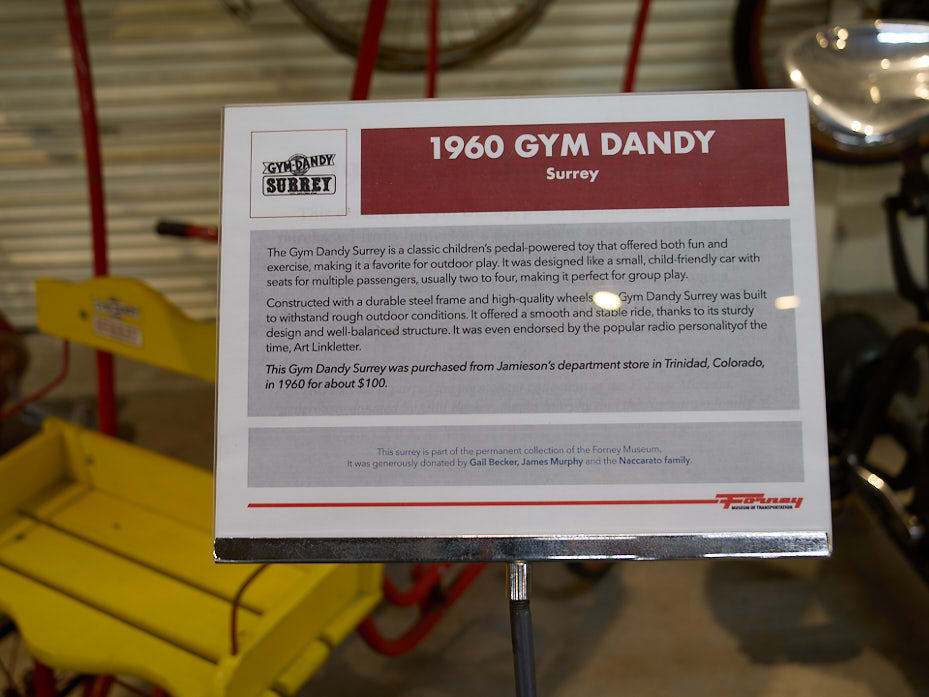 GYM-DANDY
SURREY
1960 GYM DANDY
Surrey
The Gym Dandy Surrey is a classic children's pedal-powered toy that offered both fun and
exercise, making it a favorite for outdoor play. It was designed like a small, child-friendly car with
seats for multiple passengers, usually two to four, making it perfect for group play.
Constructed with a durable steel frame and high-quality wheels Gym Dandy Surrey was built
to withstand rough outdoor conditions. It offered a smooth and stable ride, thanks to its sturdy
design and well-balanced structure. It was even endorsed by the popular radio personalityof the
time, Art Linkletter.
This Gym Dandy Surrey was purchased from Jamieson's department store in Trinidad, Colorado,
in 1960 for about $100.
This surrey is part of the permanent collection of the Forney Museum,
It was generously donated by Gail Becker, James Murphy and the Naccarato family.
Forney
MUSEUM OF TRANSPORTATION